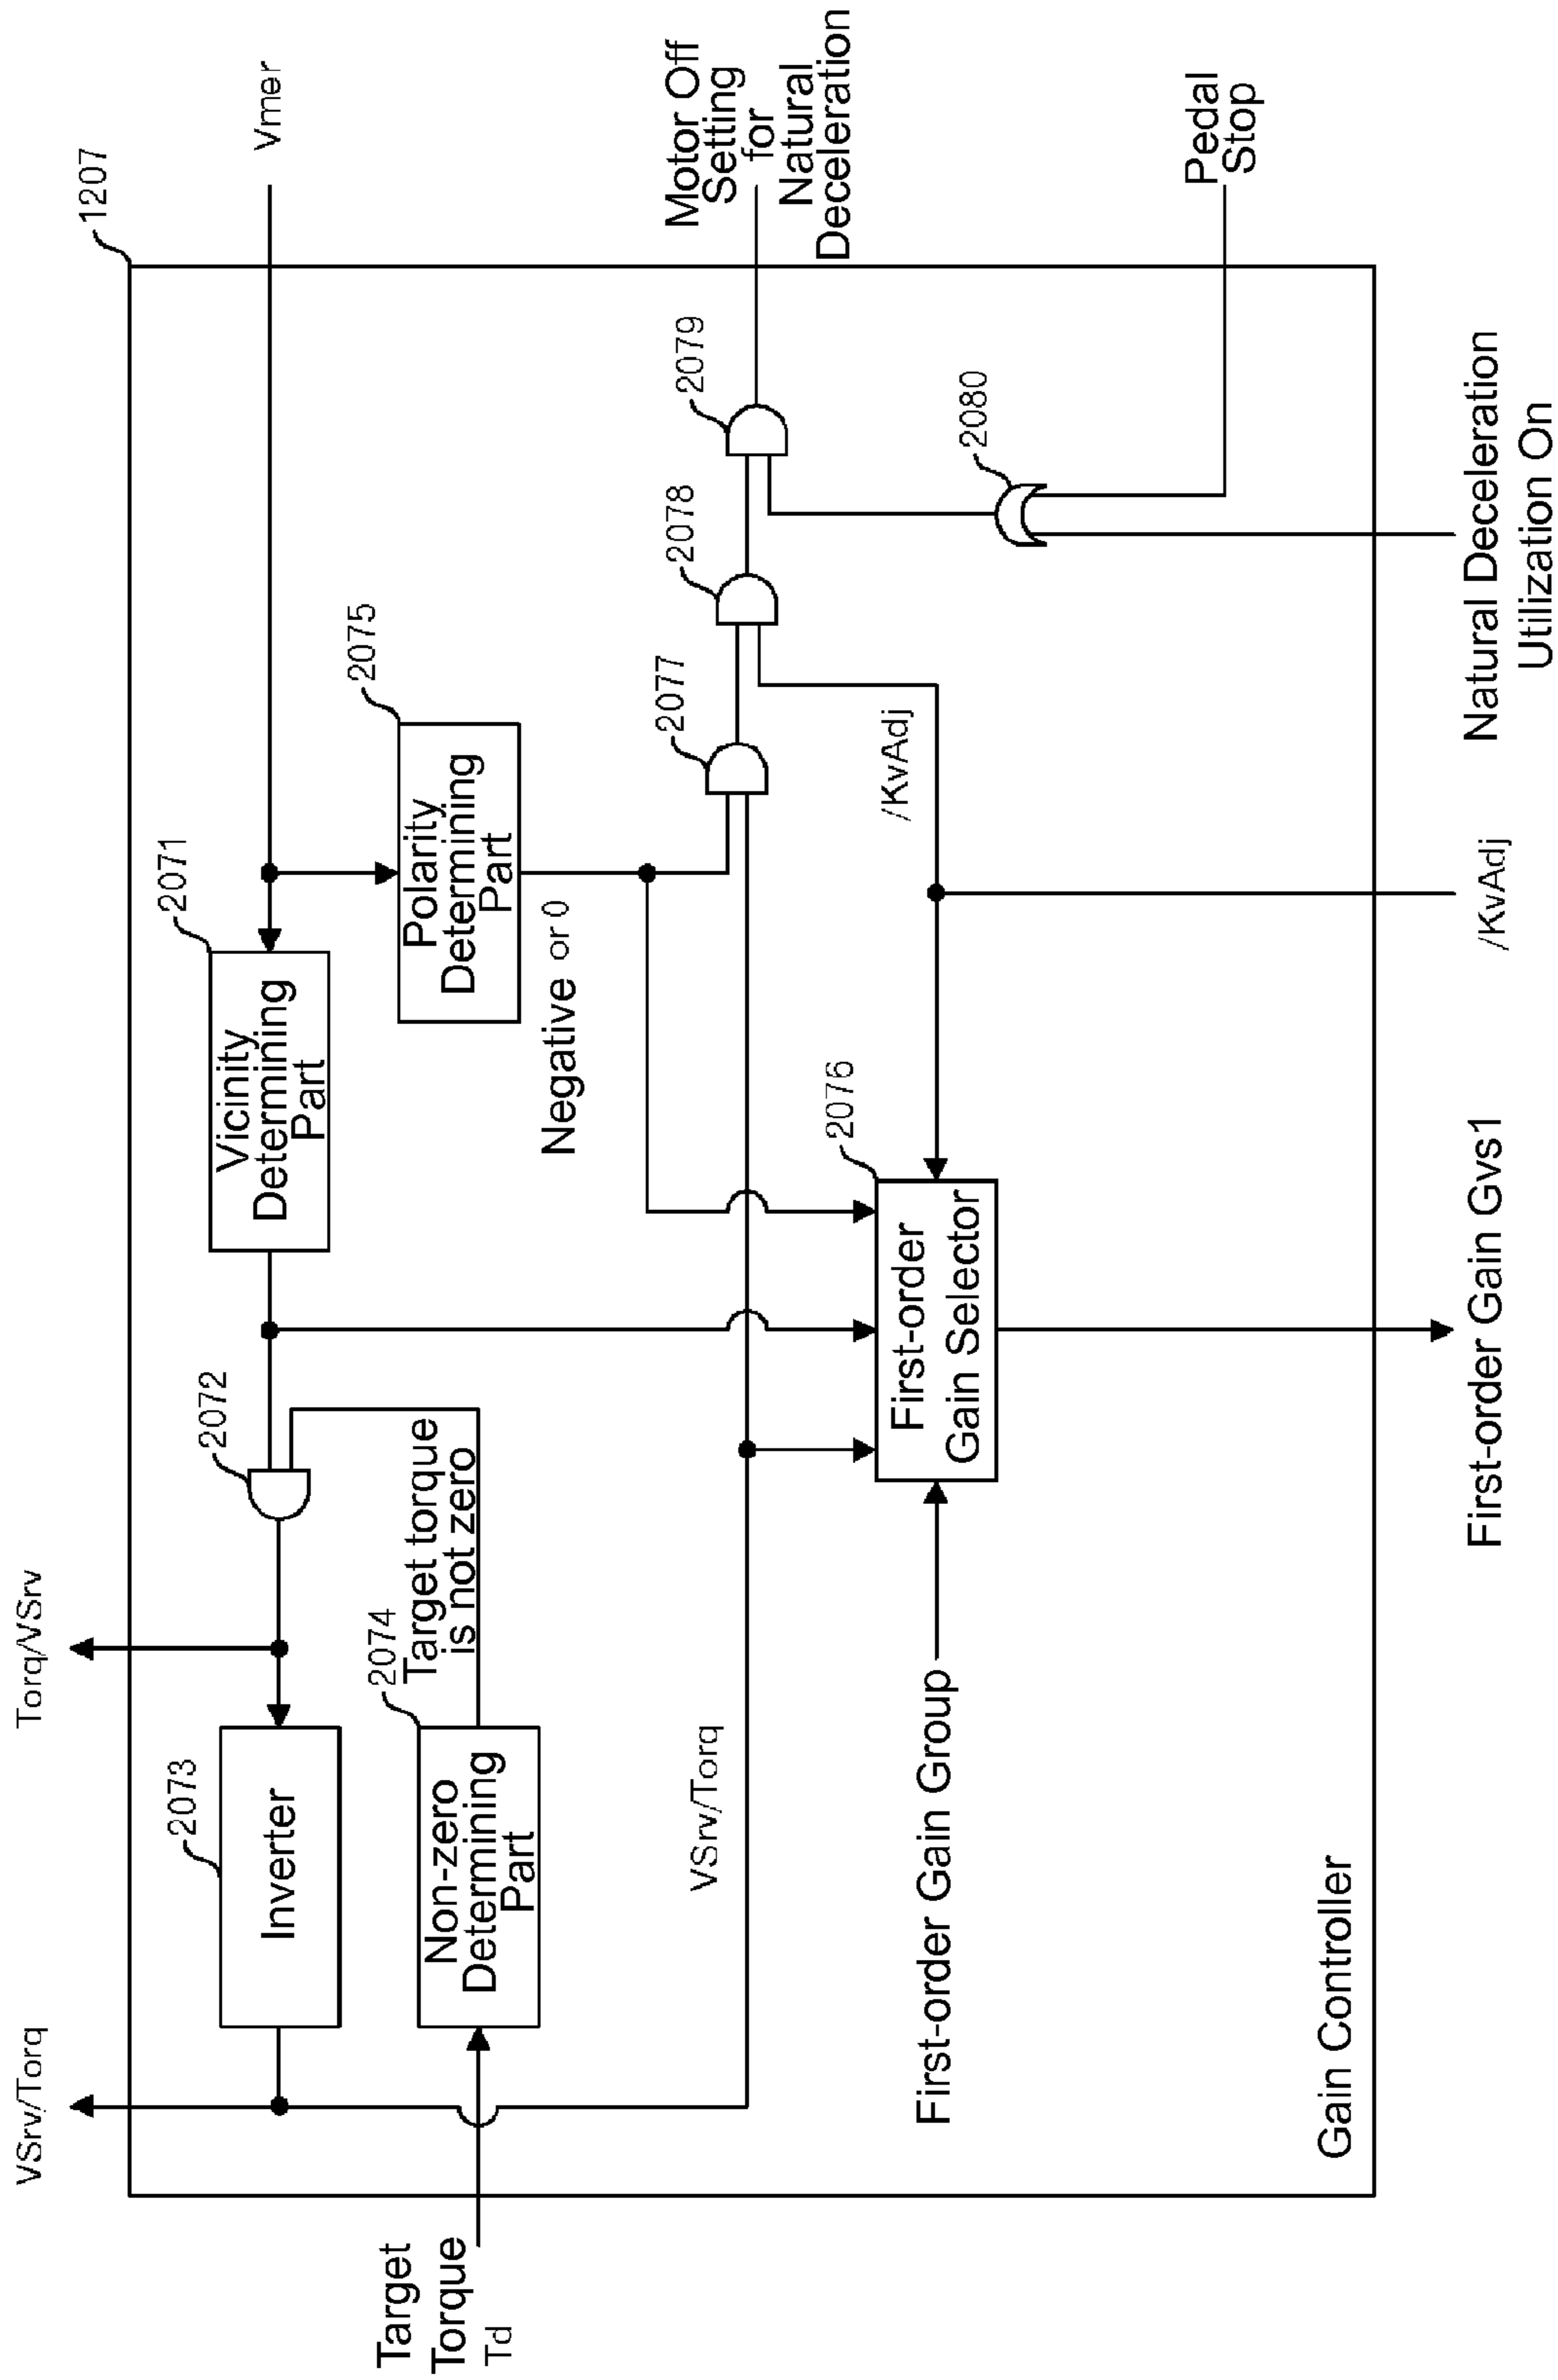 VSrv/Torq
Torq/VSrv
1207
Vmer
2073
Inverter
2072
2071
Vicinity
Determining
Part
Target
Torque
Td
2074
Non-zero
Determining
Part
Target torque
is not zero
2075
Polarity
Determining
Part
Negative or 0
VSrv/Torq
2077
2078
2079
Motor Off
Setting
for
Natural
Deceleration
First-order Gain Group
2076
First-order
Gain Selector
/KvAdj
2080
Pedal
Stop
Gain Controller
First-order Gain Gvs1
/KvAdj
Natural Deceleration
Utilization On